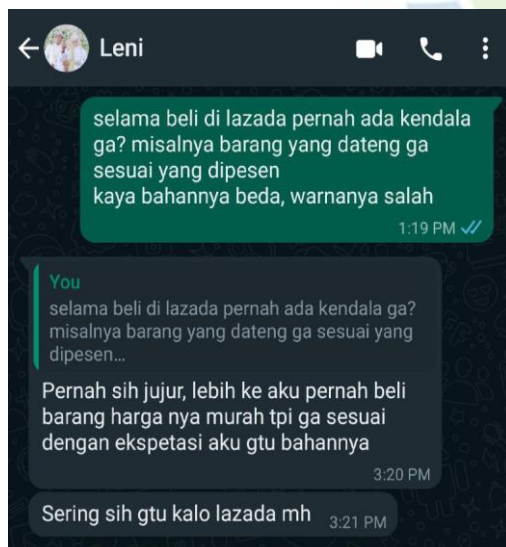 Leni
selama beli di lazada pernah ada kendala
ga? misalnya barang yang dateng ga
sesuai yang dipesen
kaya bahannya beda, warnanya salah
1:19 PM
You
selama beli di lazada pernah ada kendala ga?
misalnya barang yang dateng ga sesuai yang
dipesen...
Pernah sih jujur, lebih ke aku pernah beli
barang harga nya murah tpi ga sesuai
dengan ekspetasi aku gtu bahannya
3:20 PM
Sering sih gtu kalo lazada mh
3:21 PM